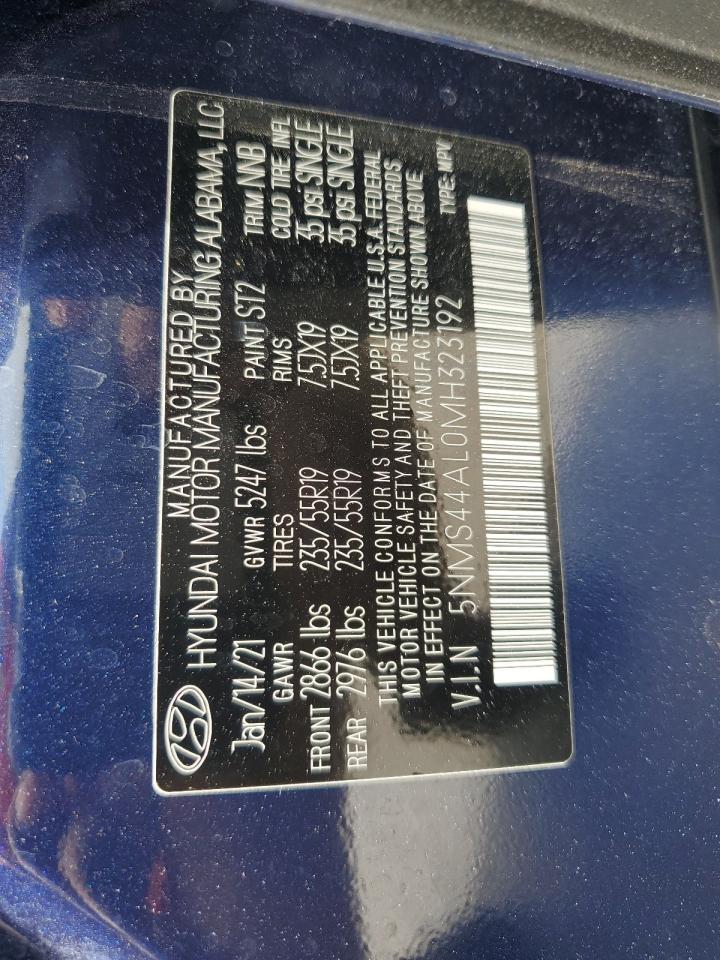 MANUFACTURED BY
HYUNDAI MOTOR MANUFACTURING ALABAMA, LLC
Jan/14/21 GVWR 5247 lbs PAINT ST2 TRIM NNB
GAWR TIRES RIMS COLD TIRE INFL
FRONT 2866 lbs 235/55R19 7.5JX19 35 psi SINGLE
REAR 2976 lbs 235/55R19 7.5JX19 35 psi SINGLE
THIS VEHICLE CONFORMS TO ALL APPLICABLE U.S.A. FEDERAL
MOTOR VEHICLE SAFETY AND THEFT PREVENTION STANDARDS
IN EFFECT ON THE DATE OF MANUFACTURE SHOWN ABOVE
V.I.N 5NMS44AL0MH323192 TYPE: MPV